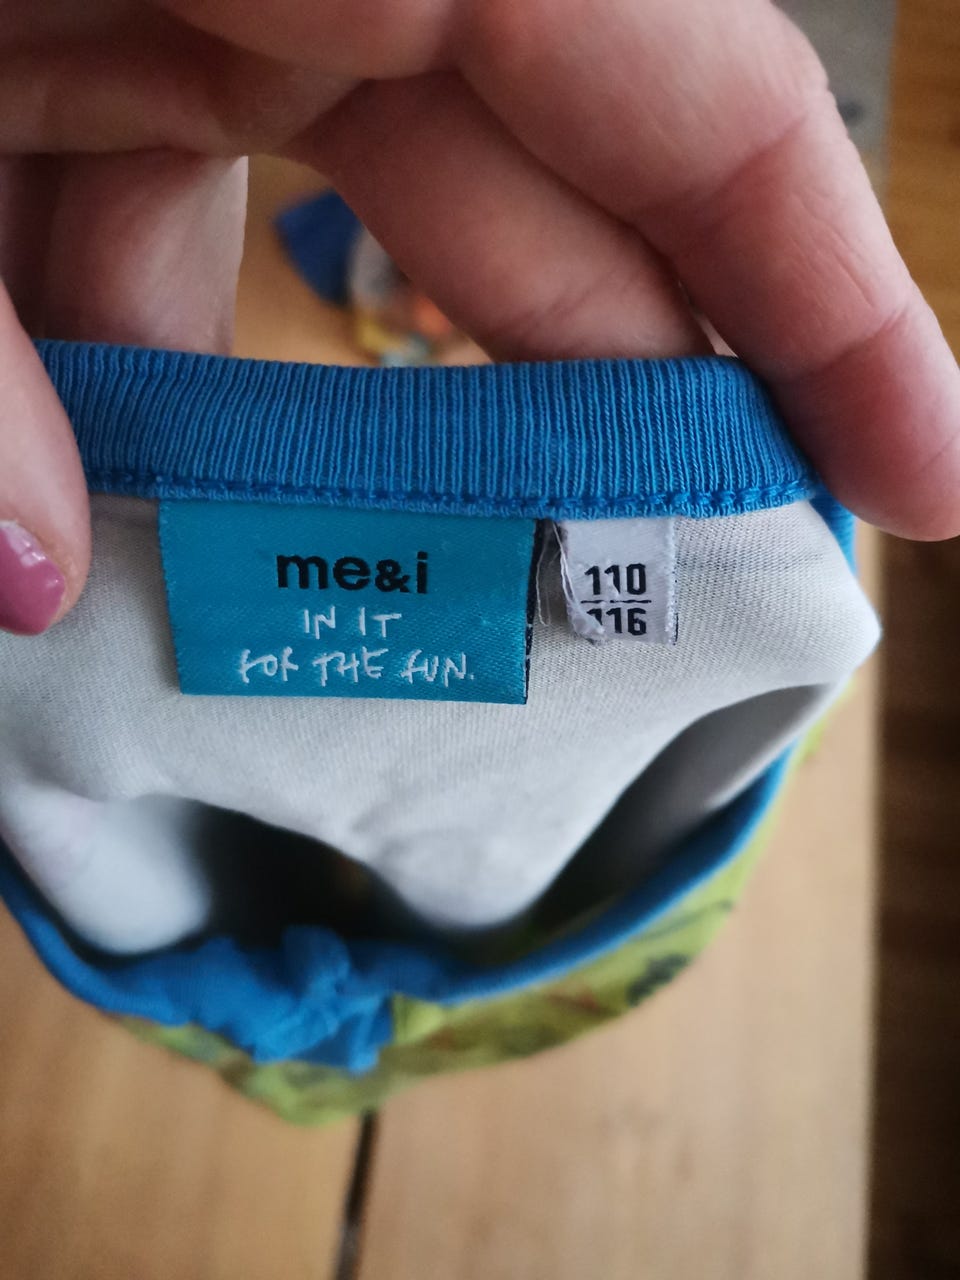 me&i
IN IT
FOR THE FUN.
110
116